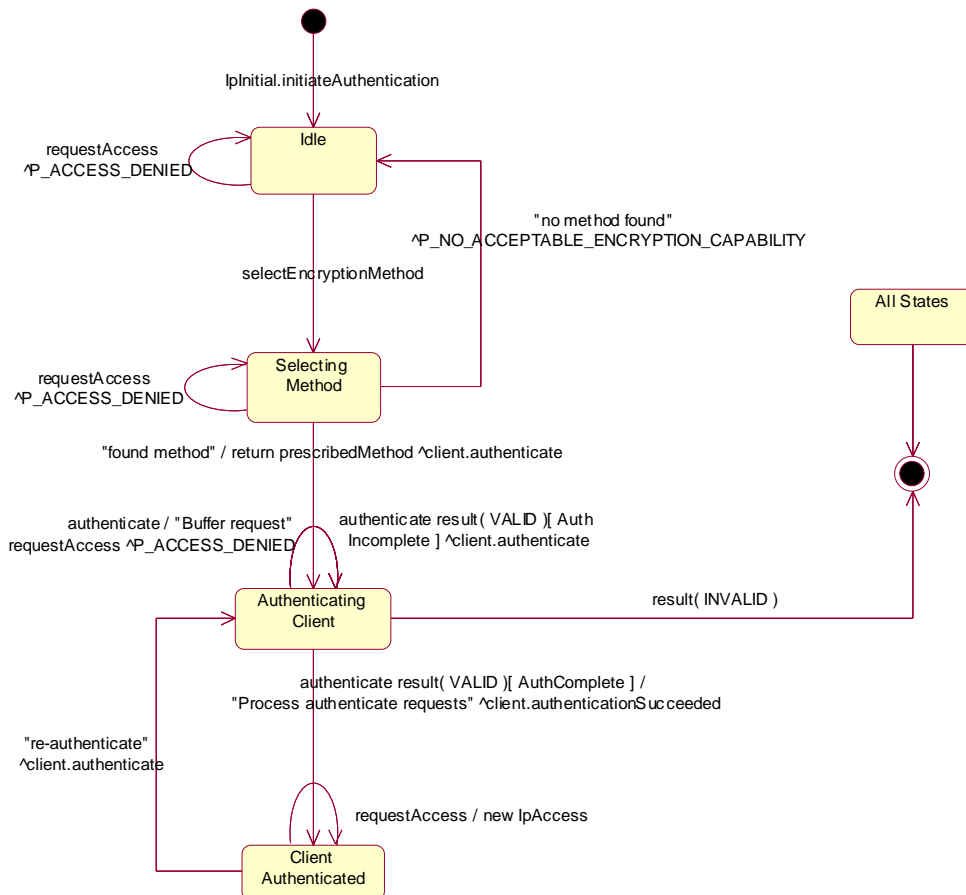 IpInitial.initiateAuthentication
Idle
requestAccess
^P_ACCESS_DENIED
"no method found"
^P_NO_ACCEPTABLE_ENCRYPTION_CAPABILITY
selectEncryptionMethod
All States
Selecting
Method
requestAccess
^P_ACCESS_DENIED
"found method" / return prescribedMethod ^client.authenticate
authenticate / "Buffer request"
requestAccess ^P_ACCESS_DENIED
authenticate result( VALID )[ Auth
Incomplete ] ^client.authenticate
Authenticating
Client
result( INVALID )
authenticate result( VALID )[ AuthComplete ] /
"Process authenticate requests" ^client.authenticationSucceeded
"re-authenticate"
^client.authenticate
requestAccess / new IpAccess
Client
Authenticated